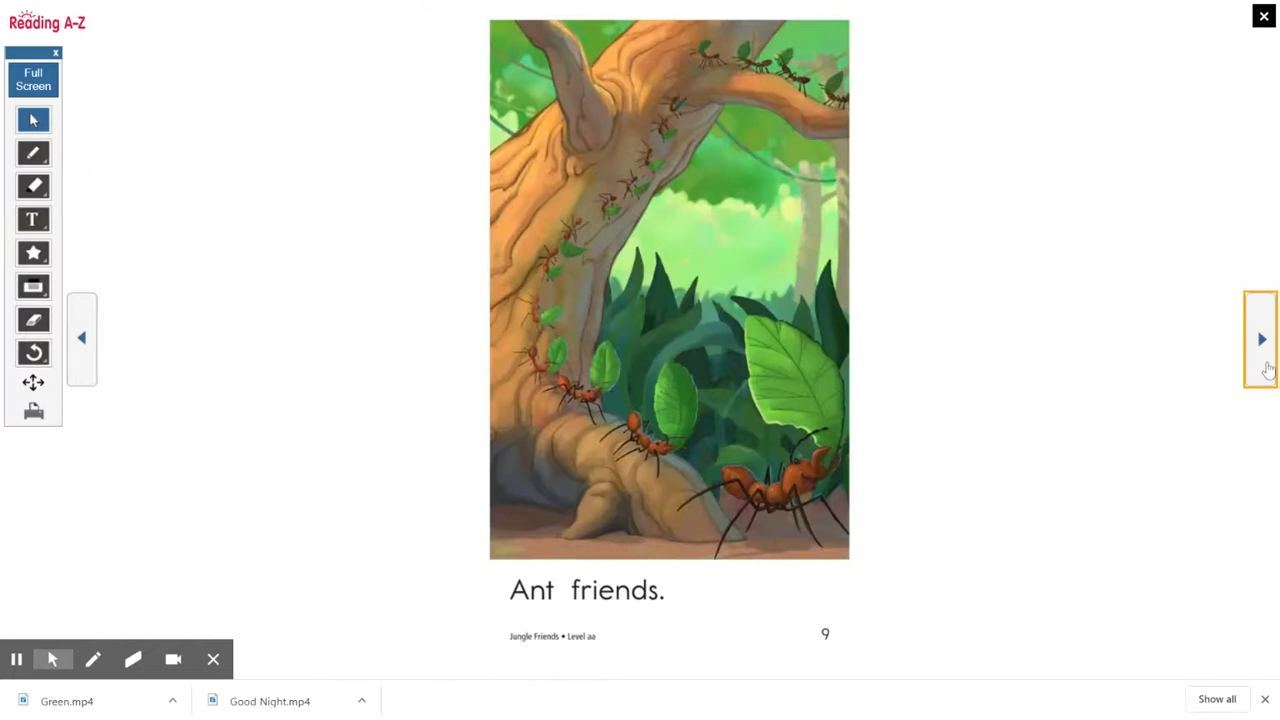 Reading A-Z
x
Full
Screen
T
Ant friends.
Jungle Friends • Level aa
9
Green.mp4
Good Night.mp4
Show all